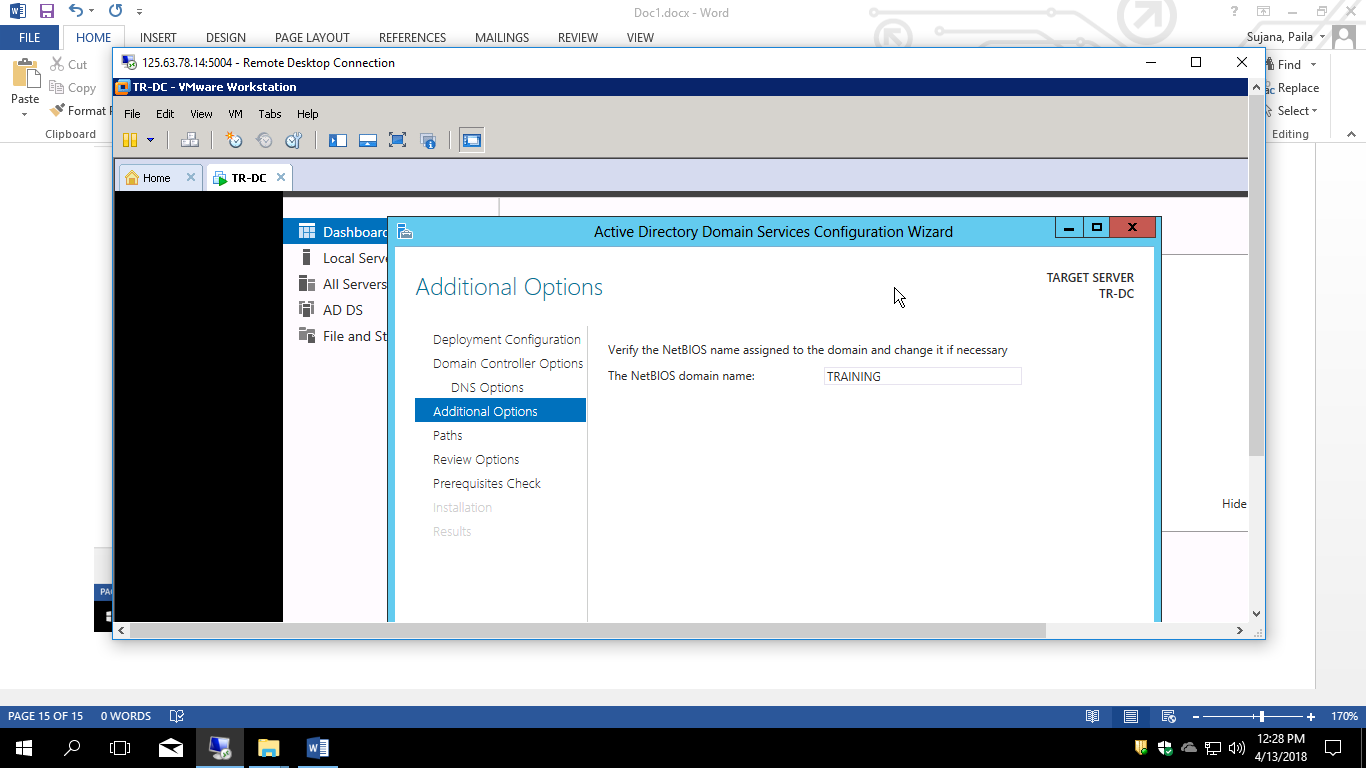 Doc1.docx - Word
FILE HOME INSERT DESIGN PAGE LAYOUT REFERENCES MAILINGS REVIEW VIEW Sujana, Paila
Paste
Cut
Copy
Format
Clipboard
Find
Replace
Select
Editing
125.63.78.14:5004 - Remote Desktop Connection
TR-DC - VMware Workstation
File Edit View VM Tabs Help
Home TR-DC
Dashboard
Local Serve
All Servers
AD DS
File and St
Active Directory Domain Services Configuration Wizard
Additional Options
TARGET SERVER
TR-DC
Deployment Configuration
Domain Controller Options
DNS Options
Additional Options
Paths
Review Options
Prerequisites Check
Installation
Results
Verify the NetBIOS name assigned to the domain and change it if necessary
The NetBIOS domain name: TRAINING
Hide
PAGE 15 OF 15 0 WORDS 170%
12:28 PM
4/13/2018